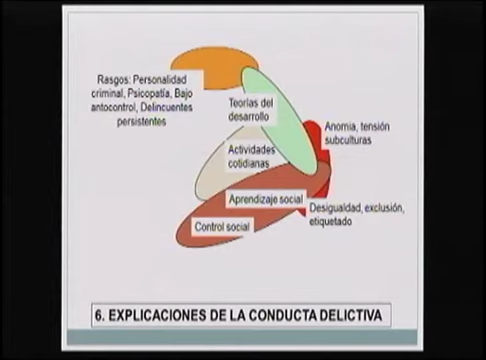 Rasgos: Personalidad
criminal, Psicopatía, Bajo
antocontrol, Delincuentes
persistentes
Teorías del
desarrollo
Anomia, tensión
subculturas
Actividades
cotidianas
Aprendizaje social
Desigualdad, exclusión,
etiquetado
Control social
6. EXPLICACIONES DE LA CONDUCTA DELICTIVA